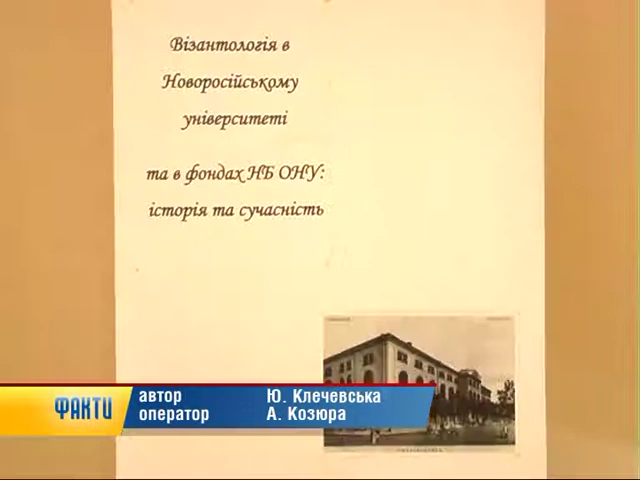 Візантологія в
Новоросійському
університеті
та в фондах НБ ОНУ:
історія та сучасність
ФАКТИ
автор Ю. Клечевська
оператор А. Козюра